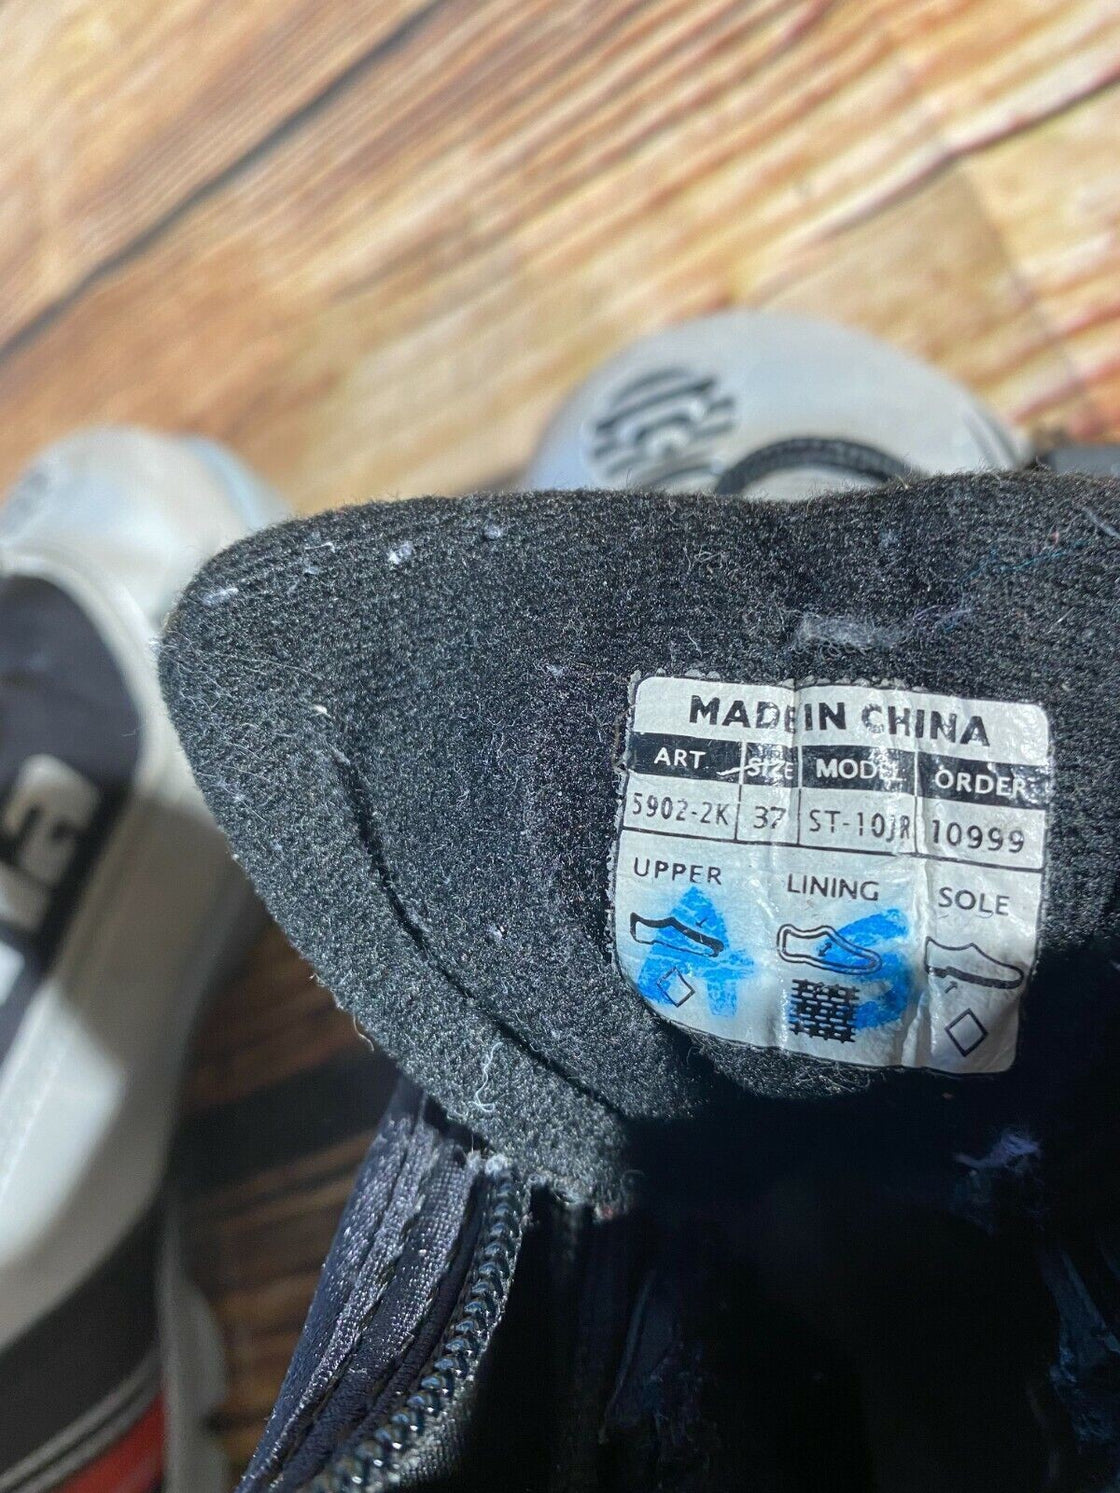 MADE IN CHINA
ART SIZE MODEL ORDER:
5902-2K 37 ST-10JR 10999
UPPER LINING SOLE